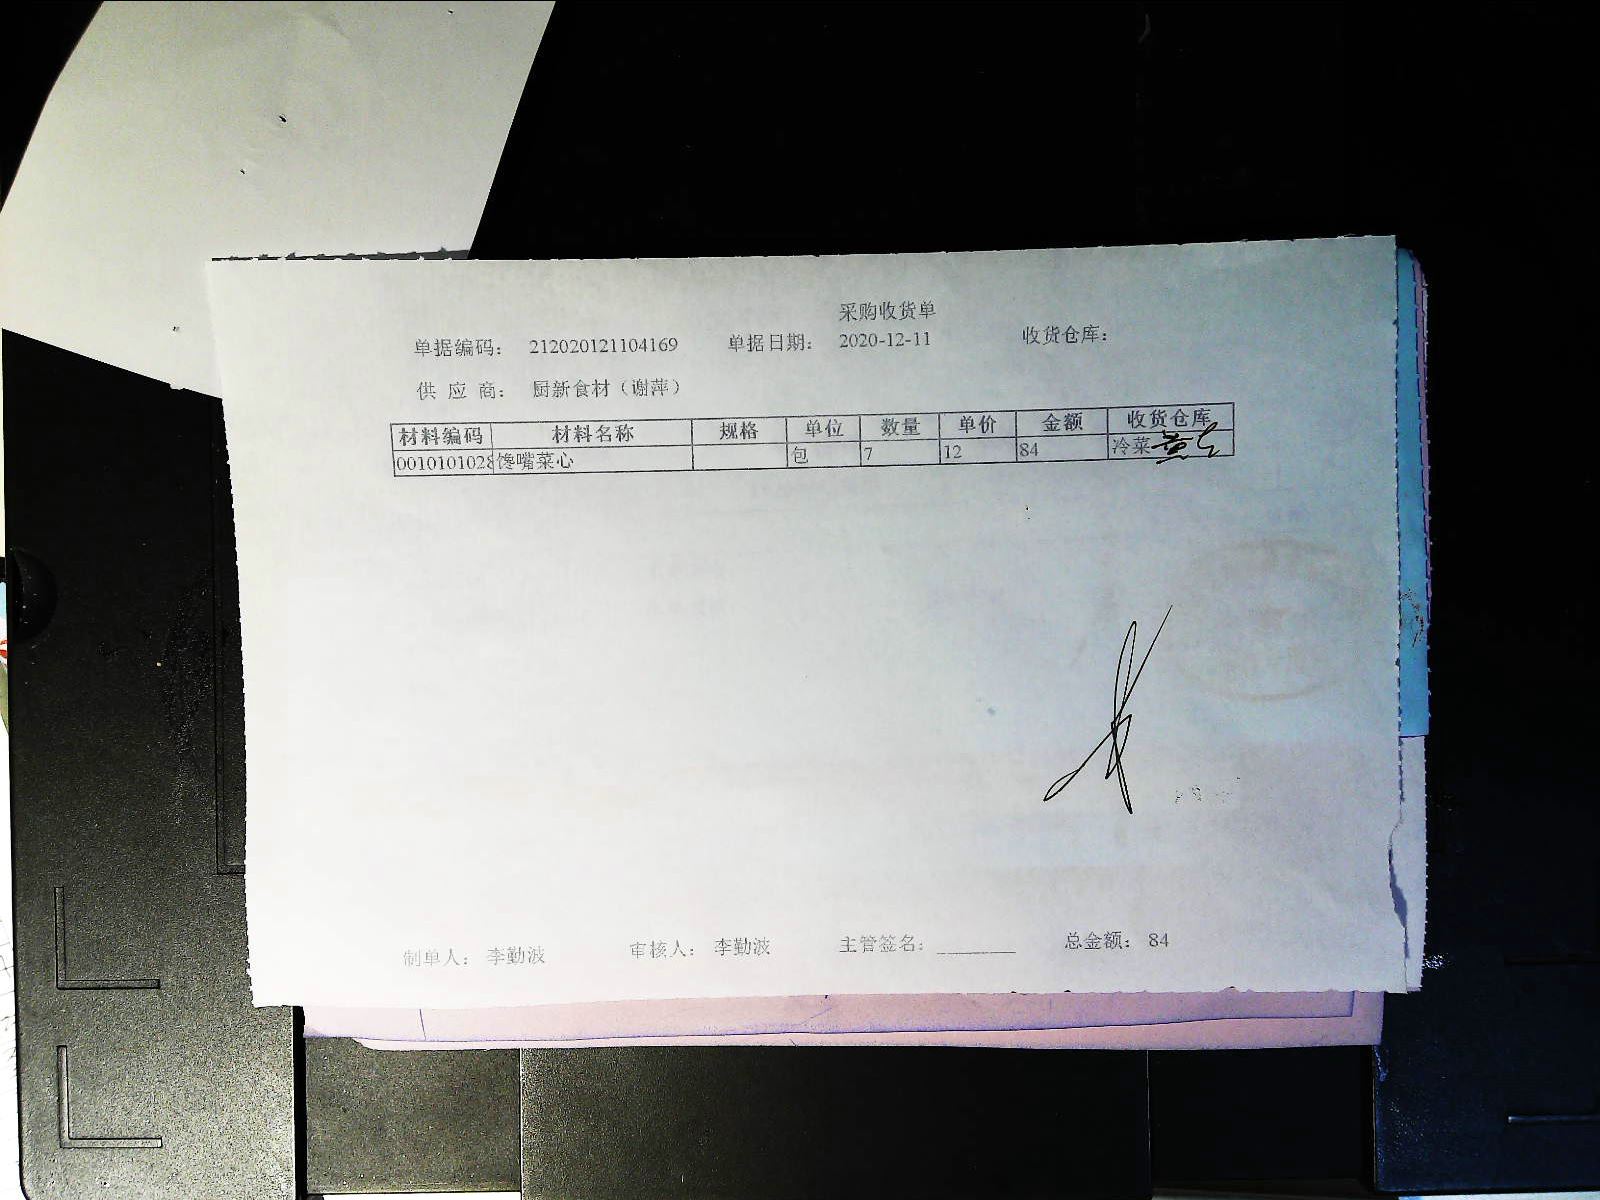 采购收货单
单据编码： 212020121104169 单据日期： 2020-12-11 收货仓库：
供 应 商： 厨新食材（谢萍）
材料编码 材料名称 规格 单位 数量 单价 金额 收货仓库
0010101028 馋嘴菜心 包 7 12 84 冷菜
制单人： 李勤波 审核人： 李勤波 主管签名： 总金额： 84